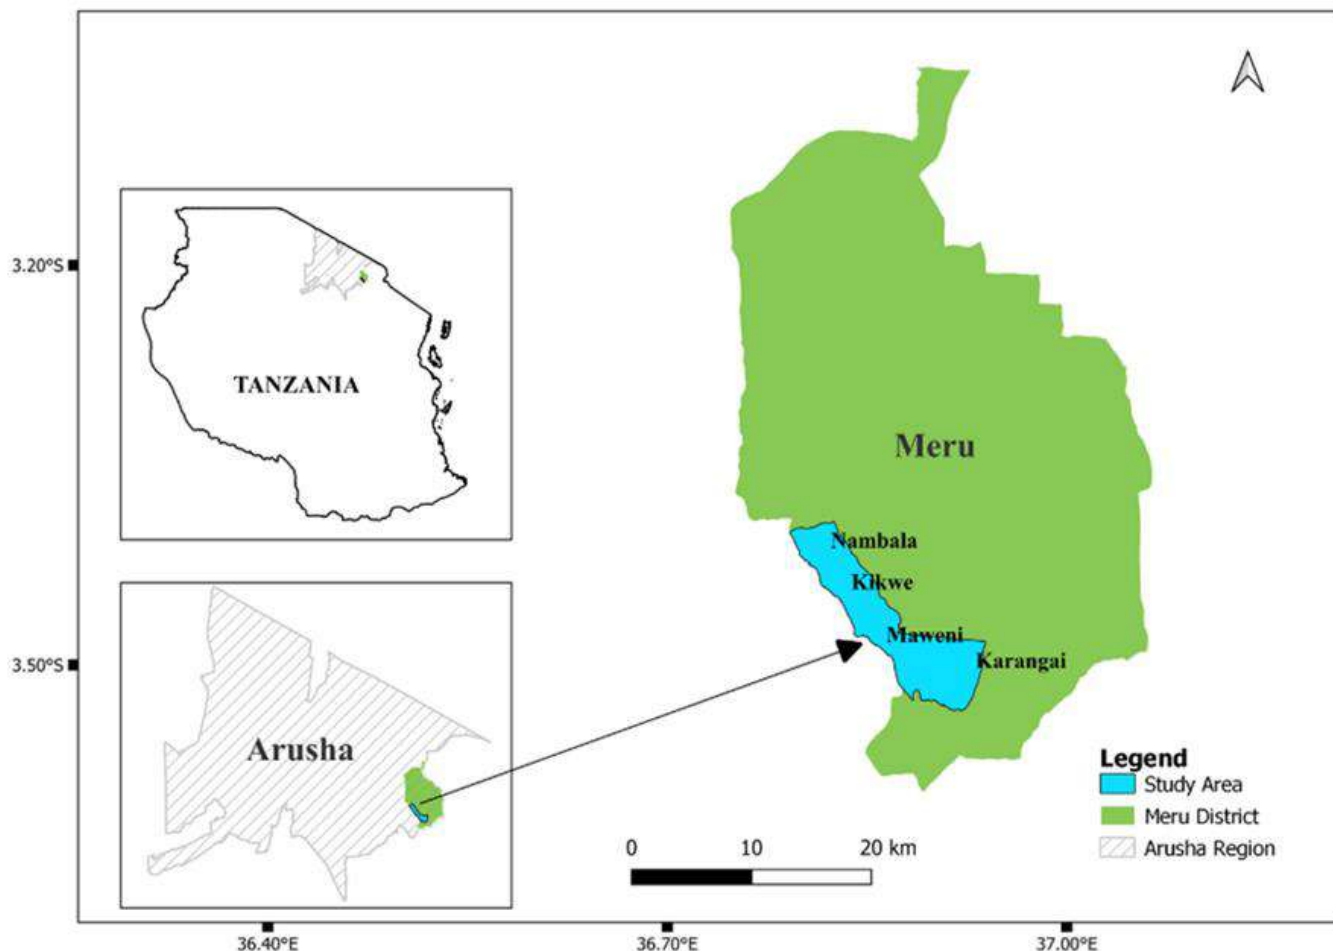 3.20°S
3.50°S
TANZANIA
Arusha
Meru
Nambala
Kikwe
Maweni
Karangai
Legend
Study Area
Meru District
Arusha Region
0 10 20 km
36.40°E 36.70°E 37.00°E